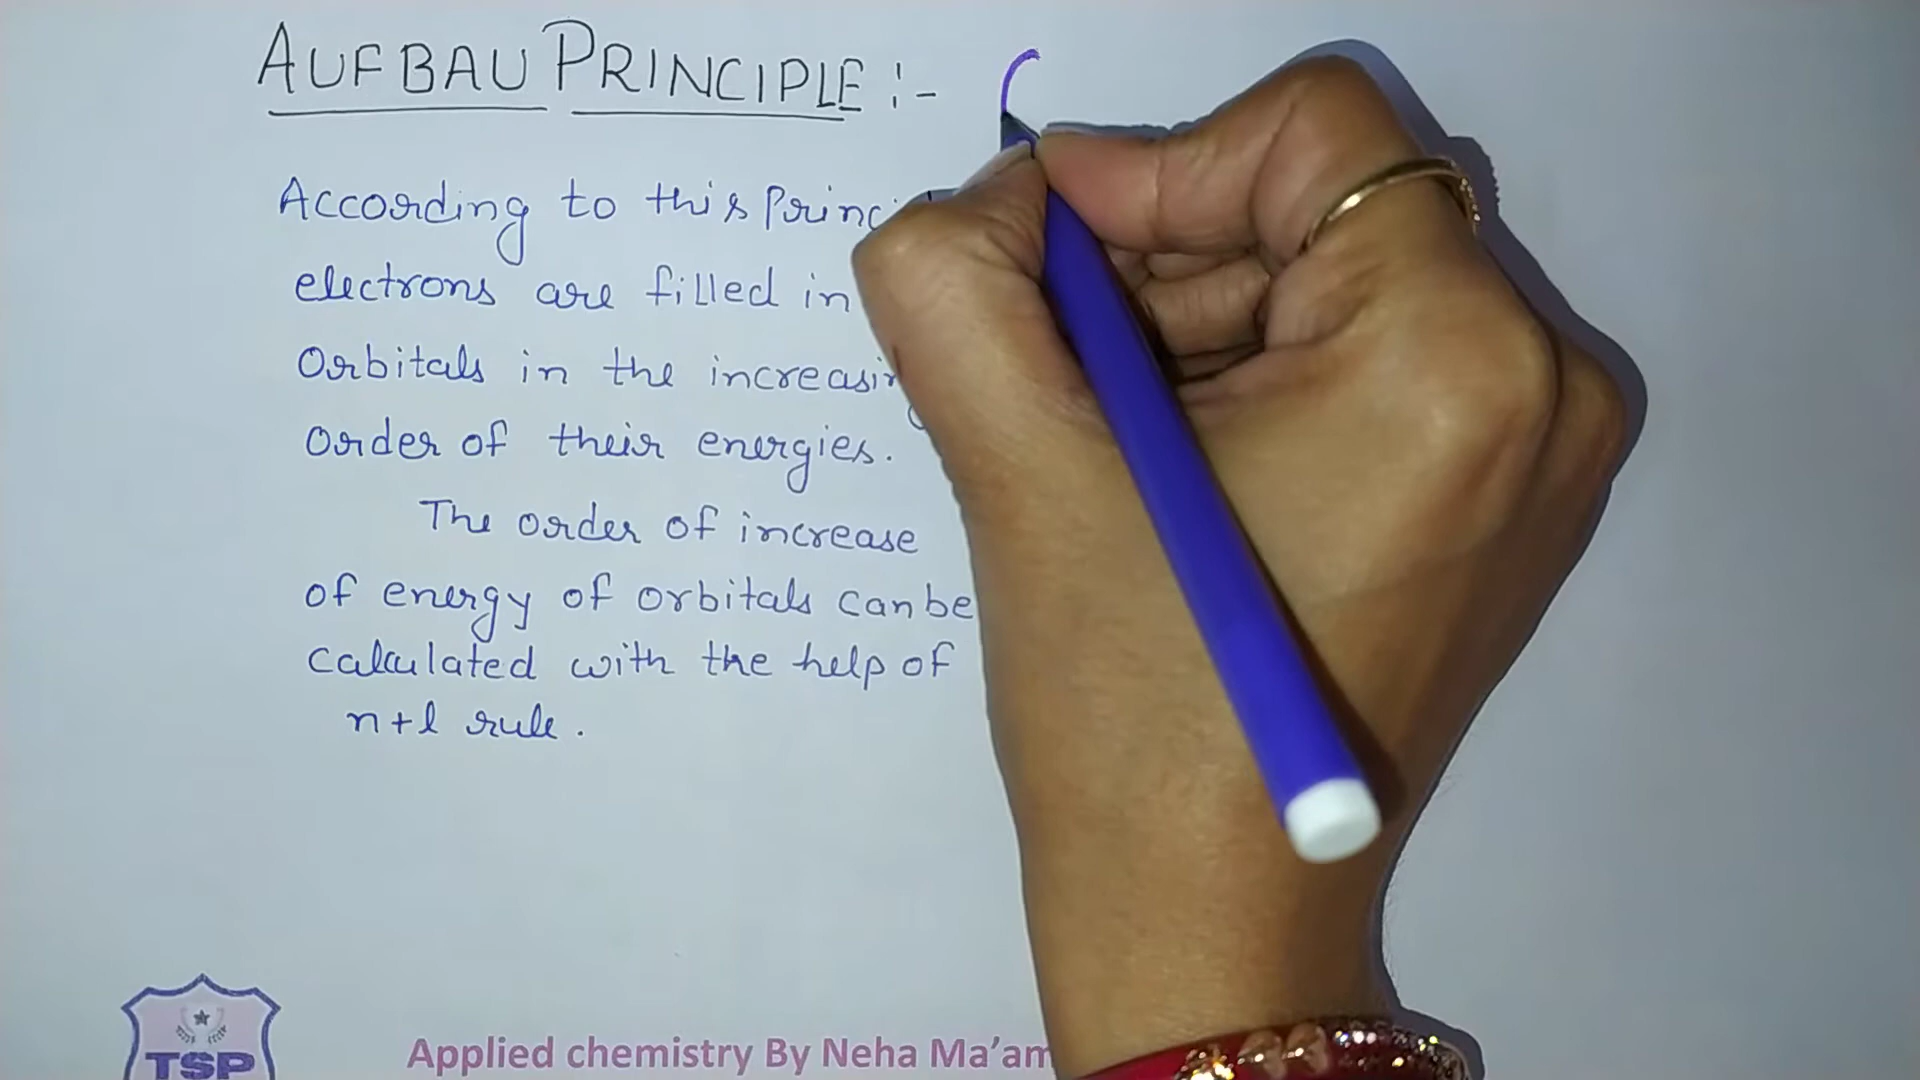 AUFBAU PRINCIPLE :-
According to this
electrons are filled in
Orbitals in the
Order of their energies.
The order of increase
of energy of orbitals can be
calculated with the help of
n+l rule.
TSP
Applied chemistry By Neha Ma'am